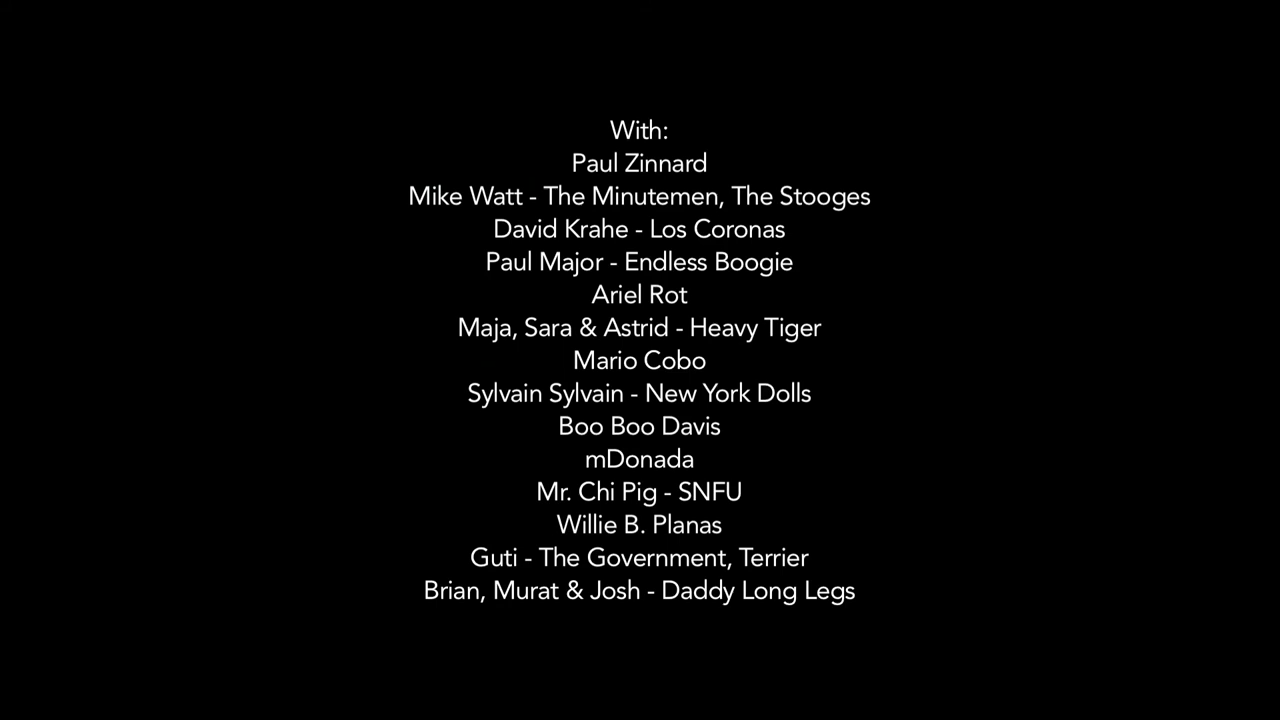 With:
Paul Zinnard
Mike Watt - The Minutemen, The Stooges
David Krahe - Los Coronas
Paul Major - Endless Boogie
Ariel Rot
Maja, Sara & Astrid - Heavy Tiger
Mario Cobo
Sylvain Sylvain - New York Dolls
Boo Boo Davis
mDonada
Mr. Chi Pig - SNFU
Willie B. Planas
Guti - The Government, Terrier
Brian, Murat & Josh - Daddy Long Legs